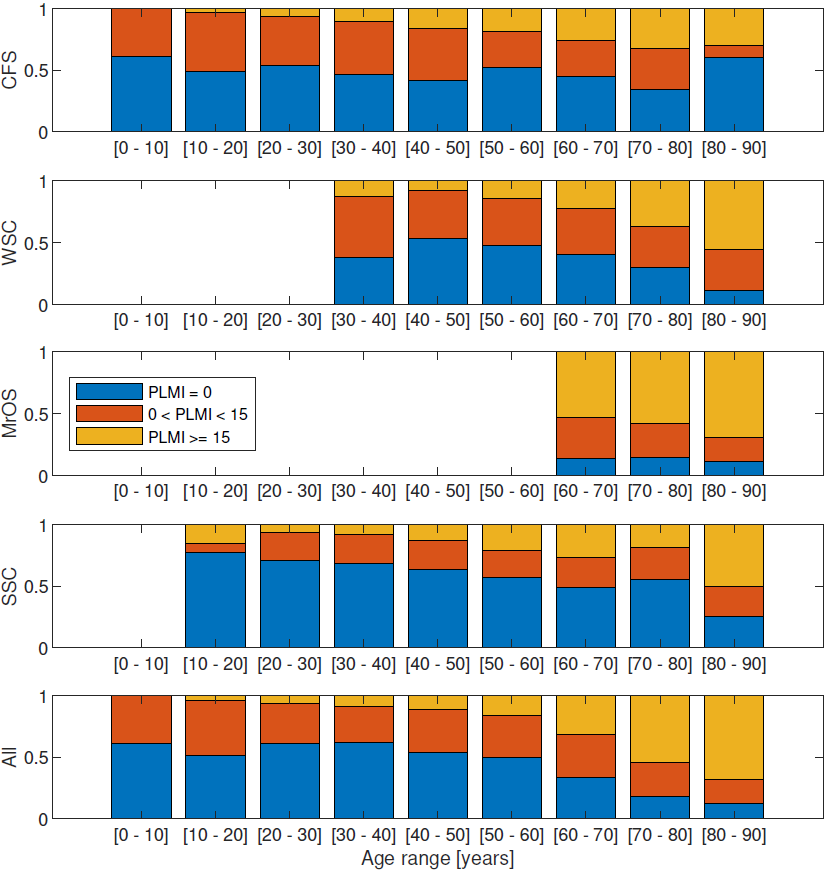 CFS
1
0.5
0
[0 - 10] [10 - 20] [20 - 30] [30 - 40] [40 - 50] [50 - 60] [60 - 70] [70 - 80] [80 - 90]
WSC
1
0.5
0
[0 - 10] [10 - 20] [20 - 30] [30 - 40] [40 - 50] [50 - 60] [60 - 70] [70 - 80] [80 - 90]
MrOS
1
0.5
0
PLMI = 0
0 < PLMI < 15
PLMI >= 15
[0 - 10] [10 - 20] [20 - 30] [30 - 40] [40 - 50] [50 - 60] [60 - 70] [70 - 80] [80 - 90]
SSC
1
0.5
0
[0 - 10] [10 - 20] [20 - 30] [30 - 40] [40 - 50] [50 - 60] [60 - 70] [70 - 80] [80 - 90]
All
1
0.5
0
[0 - 10] [10 - 20] [20 - 30] [30 - 40] [40 - 50] [50 - 60] [60 - 70] [70 - 80] [80 - 90]
Age range [years]